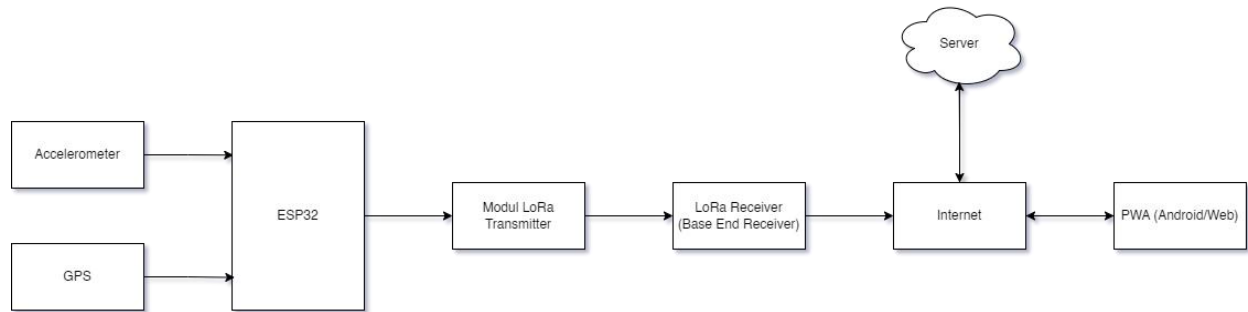 Server
Accelerometer
ESP32
Modul LoRa
Transmitter
LoRa Receiver
(Base End Receiver)
Internet
PWA (Android/Web)
GPS